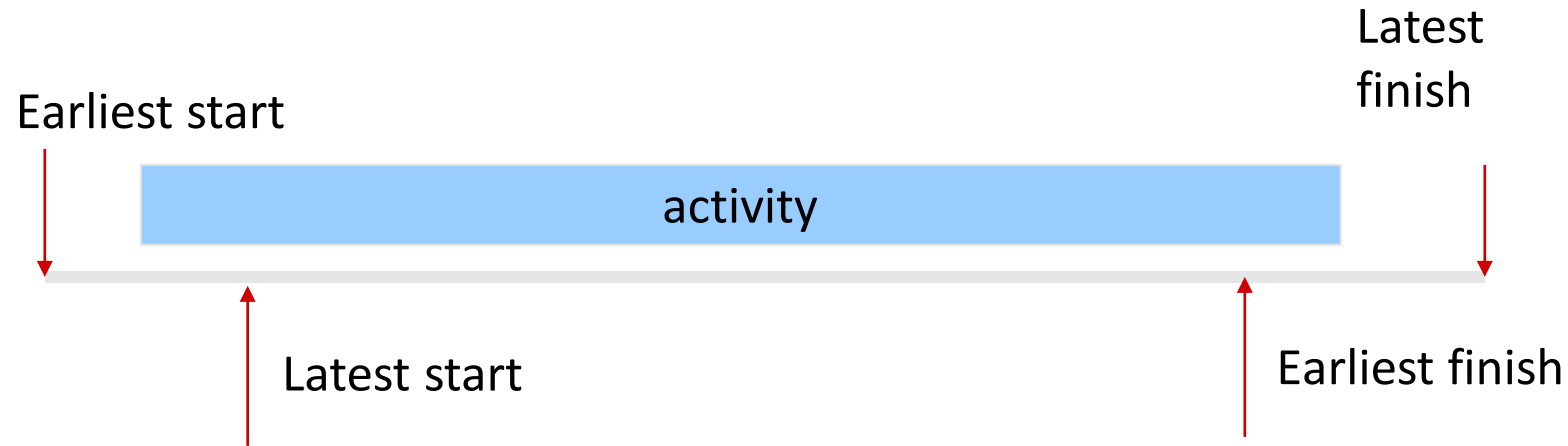 Latest
finish
Earliest start
activity
Latest start
Earliest finish